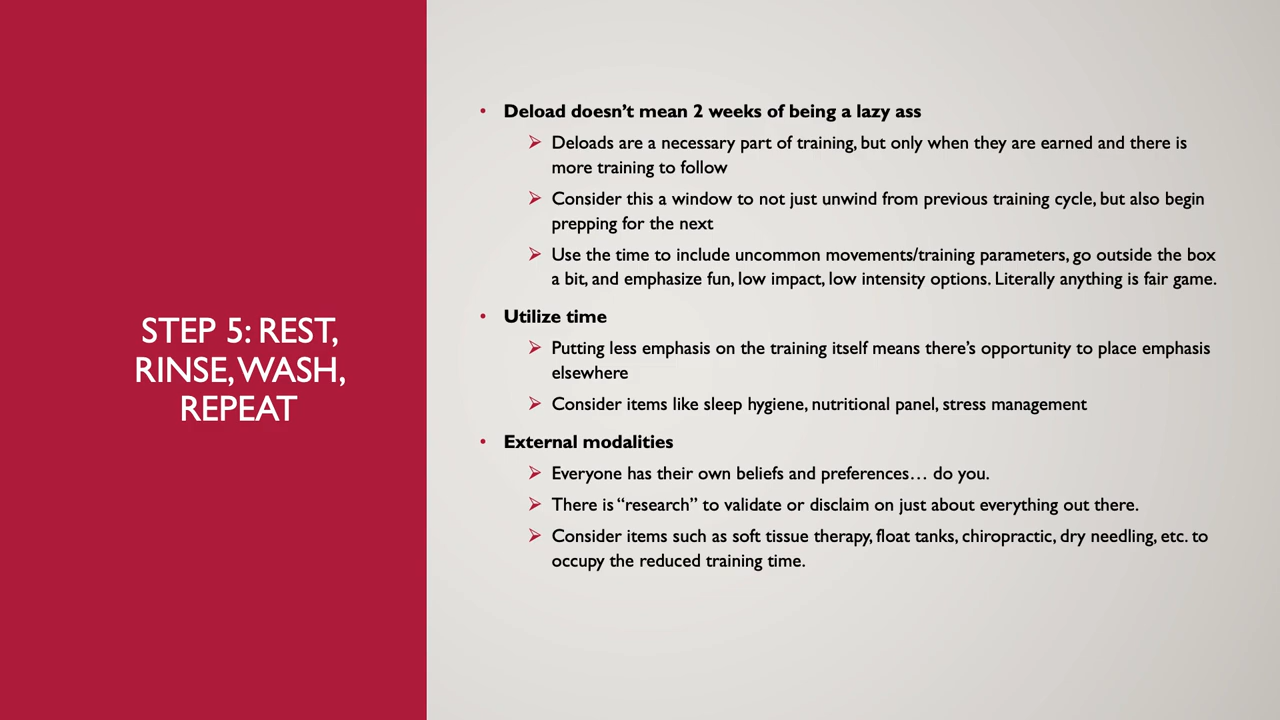 STEP 5: REST,
RINSE, WASH,
REPEAT
• Deload doesn’t mean 2 weeks of being a lazy ass
➢ Deloads are a necessary part of training, but only when they are earned and there is
more training to follow
➢ Consider this a window to not just unwind from previous training cycle, but also begin
prepping for the next
➢ Use the time to include uncommon movements/training parameters, go outside the box
a bit, and emphasize fun, low impact, low intensity options. Literally anything is fair game.
• Utilize time
➢ Putting less emphasis on the training itself means there’s opportunity to place emphasis
elsewhere
➢ Consider items like sleep hygiene, nutritional panel, stress management
• External modalities
➢ Everyone has their own beliefs and preferences… do you.
➢ There is “research” to validate or disclaim on just about everything out there.
➢ Consider items such as soft tissue therapy, float tanks, chiropractic, dry needling, etc. to
occupy the reduced training time.